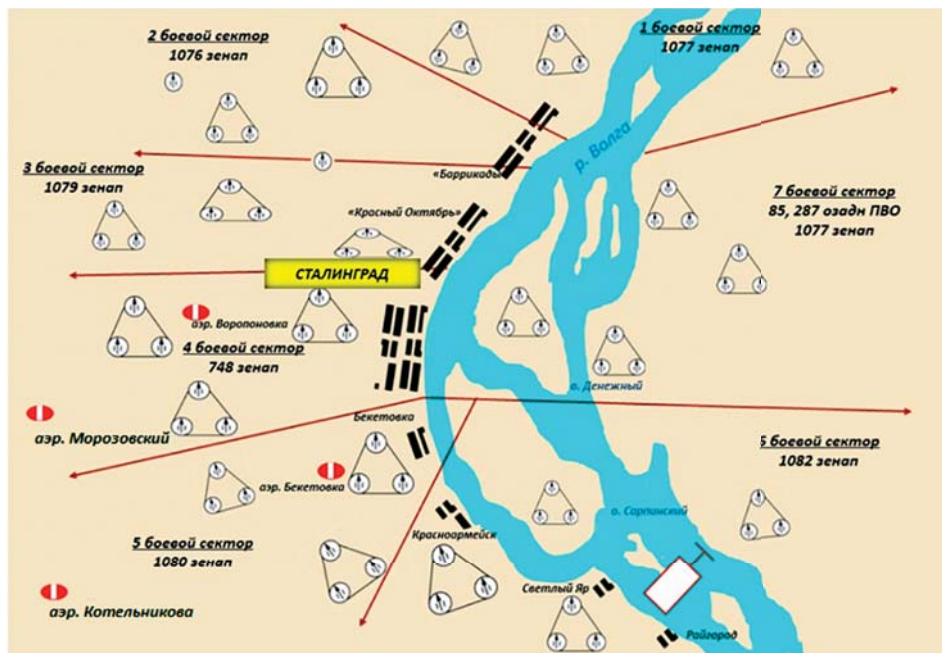 2 боевой сектор
1076 зенап
1 боевой сектор
1077 зенап
р. Волга
«Баррикады»
3 боевой сектор
1079 зенап
«Красный Октябрь»
7 боевой сектор
85, 287 озадн ПВО
1077 зенап
СТАЛИНГРАД
аэр. Воропоновка
4 боевой сектор
748 зенап
о. Денежный
Бекетовка
аэр. Морозовский
6 боевой сектор
1082 зенап
аэр. Бекетовка
о. Сарпинский
Красноармейск
5 боевой сектор
1080 зенап
Светлый Яр
аэр. Котельникова
Райгород